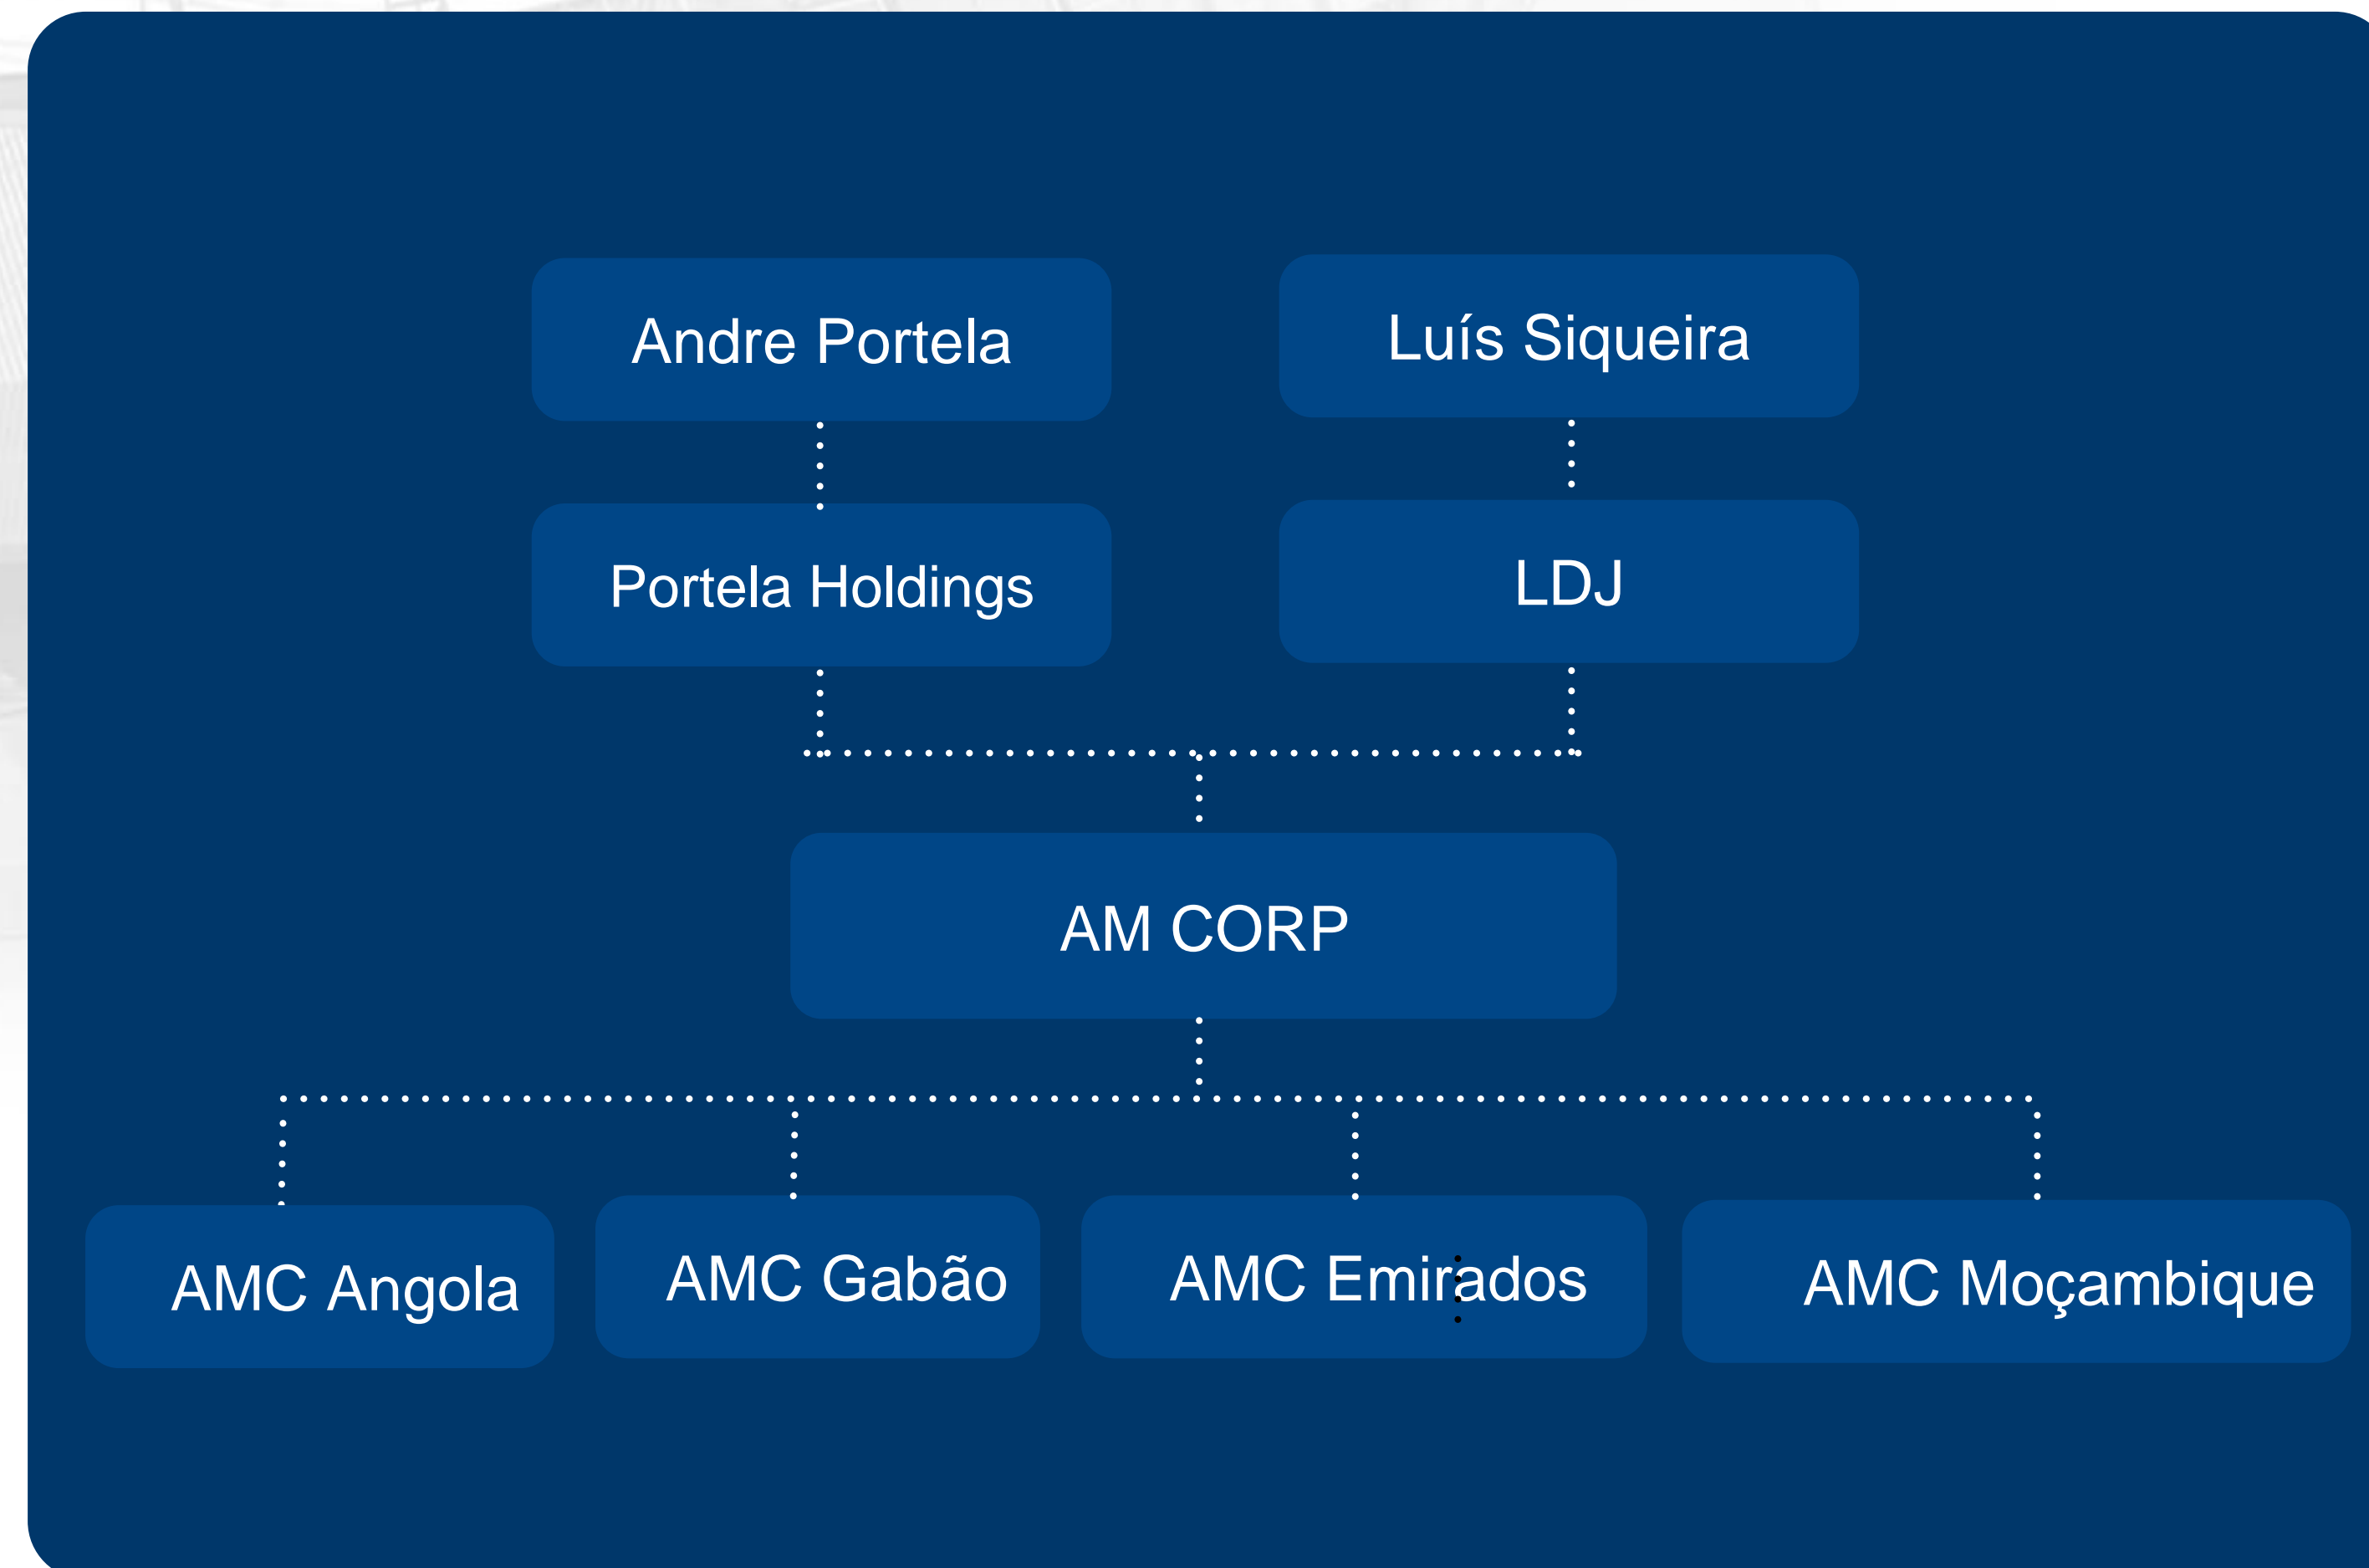 Andre Portela
Luís Siqueira
Portela Holdings
LDJ
AM CORP
AMC Angola
AMC Gabão
AMC Emirados
AMC Moçambique